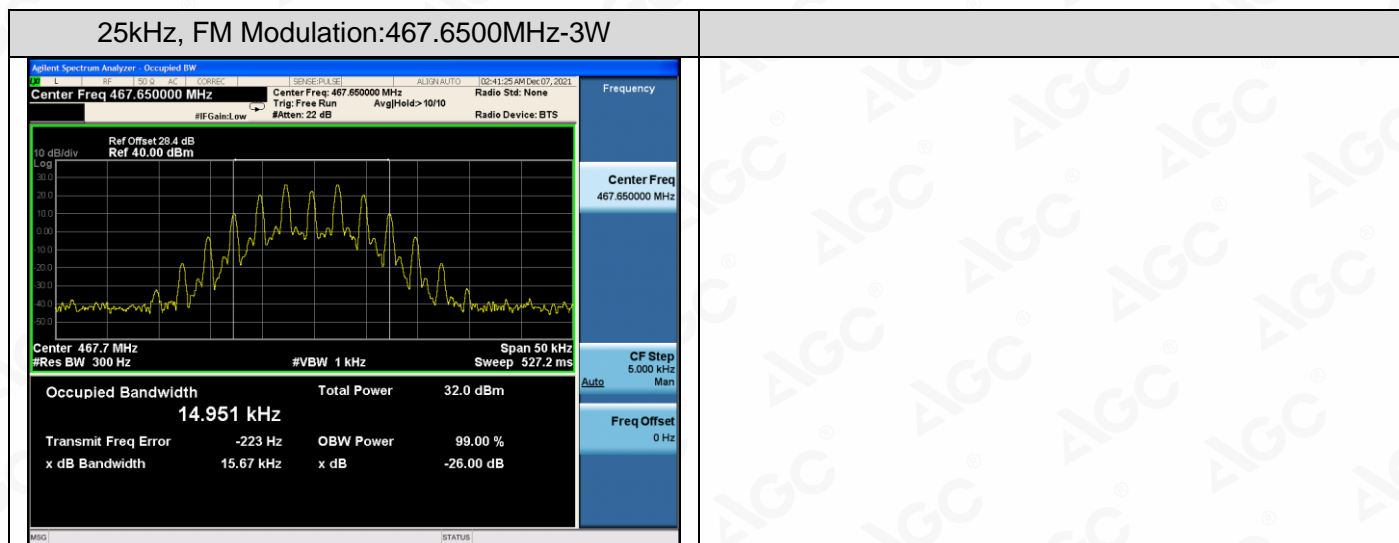 25kHz, FM Modulation:467.6500MHz-3W
Agilent Spectrum Analyzer - Occupied BW
L RF 50 Ω AC CORREC SENSE:PULSE ALIGNAUTO 02:41:25 AM Dec 07, 2021
Center Freq 467.650000 MHz Center Freq: 467.650000 MHz Radio Std: None
Trig: Free Run Avg|Hold:> 10/10
#IFGain:Low #Atten: 22 dB Radio Device: BTS
Ref Offset 28.4 dB
10 dB/div Ref 40.00 dBm
Log
30.0
20.0
10.0
0.00
-10.0
-20.0
-30.0
-40.0
-50.0
Center 467.7 MHz Span 50 kHz
#Res BW 300 Hz #VBW 1 kHz Sweep 527.2 ms
Occupied Bandwidth Total Power 32.0 dBm
14.951 kHz
Transmit Freq Error -223 Hz OBW Power 99.00 %
x dB Bandwidth 15.67 kHz x dB -26.00 dB
MSG STATUS
Frequency
Center Freq
467.650000 MHz
CF Step
5.000 kHz
Auto Man
Freq Offset
0 Hz